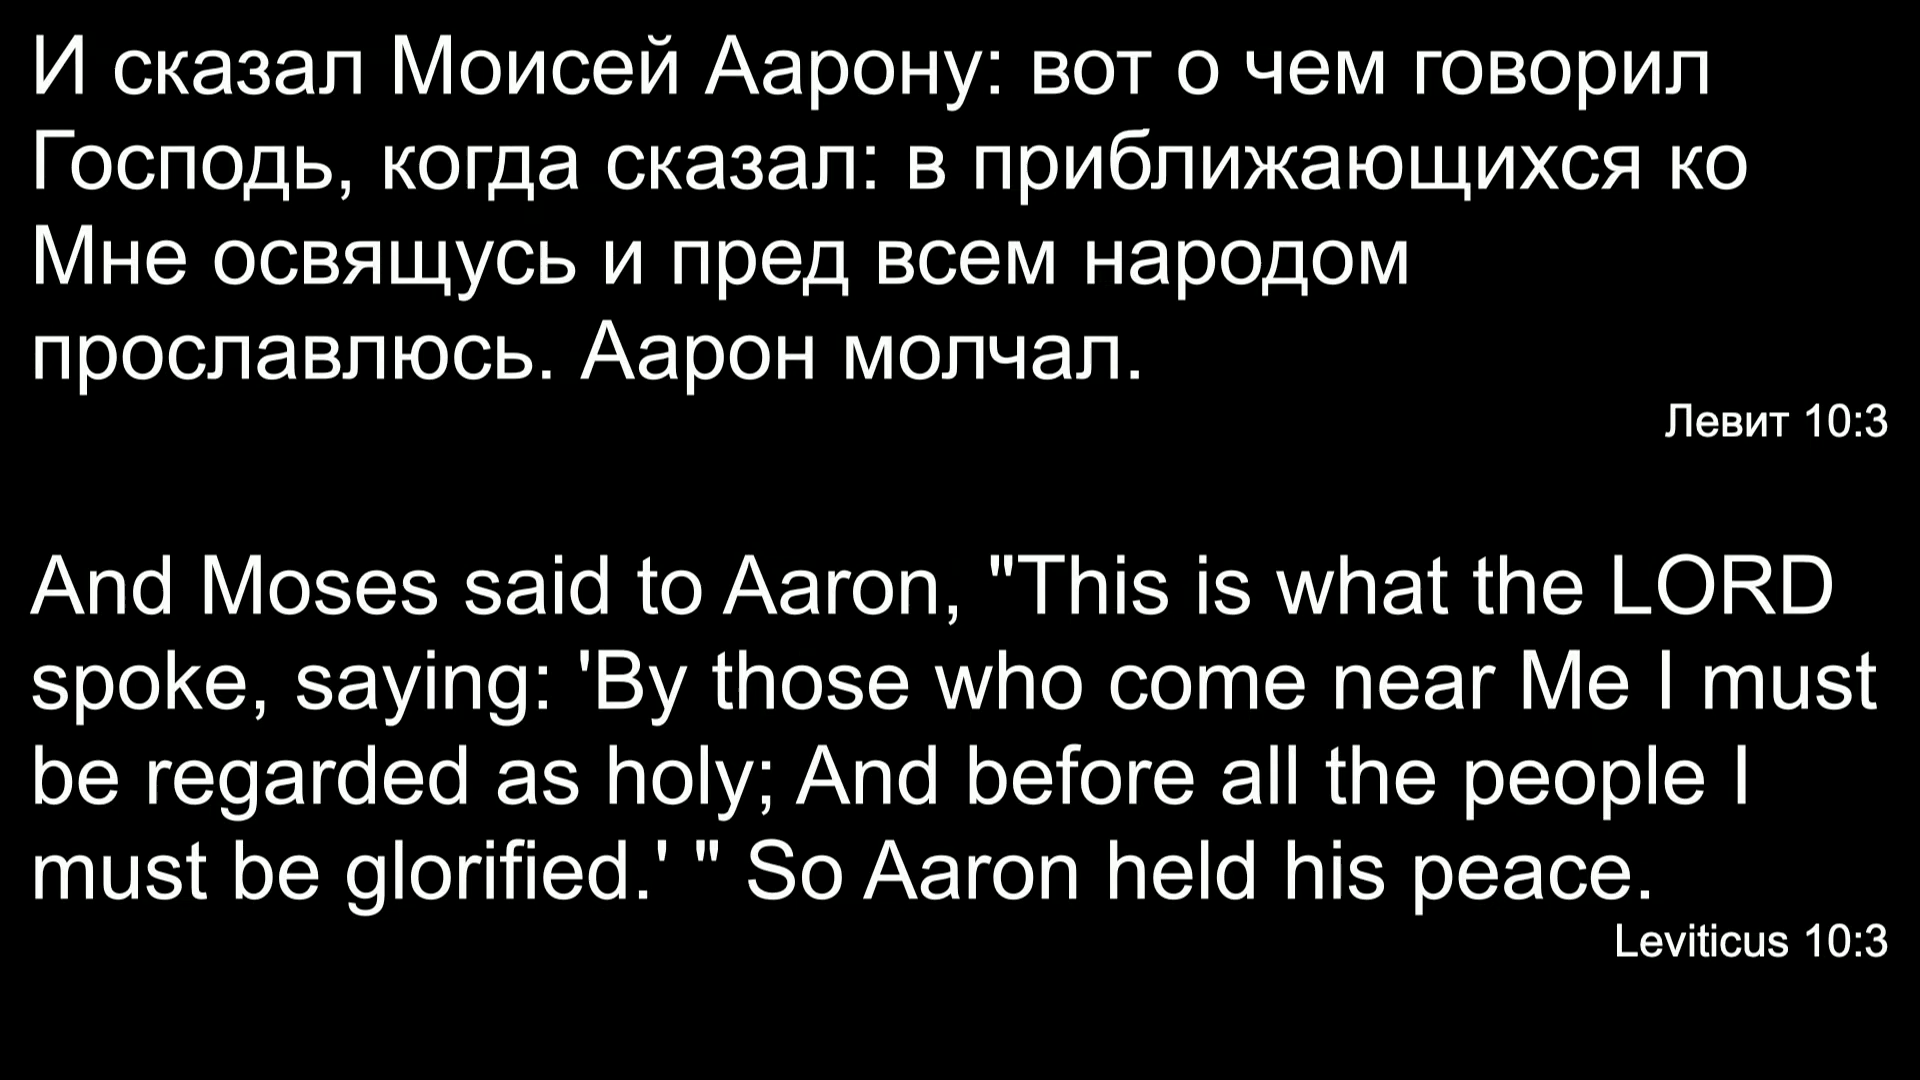 И сказал Моисей Аарону: вот о чем говорил
Господь, когда сказал: в приближающихся ко
Мне освящусь и пред всем народом
прославлюсь. Аарон молчал.
Левит 10:3
And Moses said to Aaron, "This is what the LORD
spoke, saying: 'By those who come near Me I must
be regarded as holy; And before all the people I
must be glorified.' " So Aaron held his peace.
Leviticus 10:3